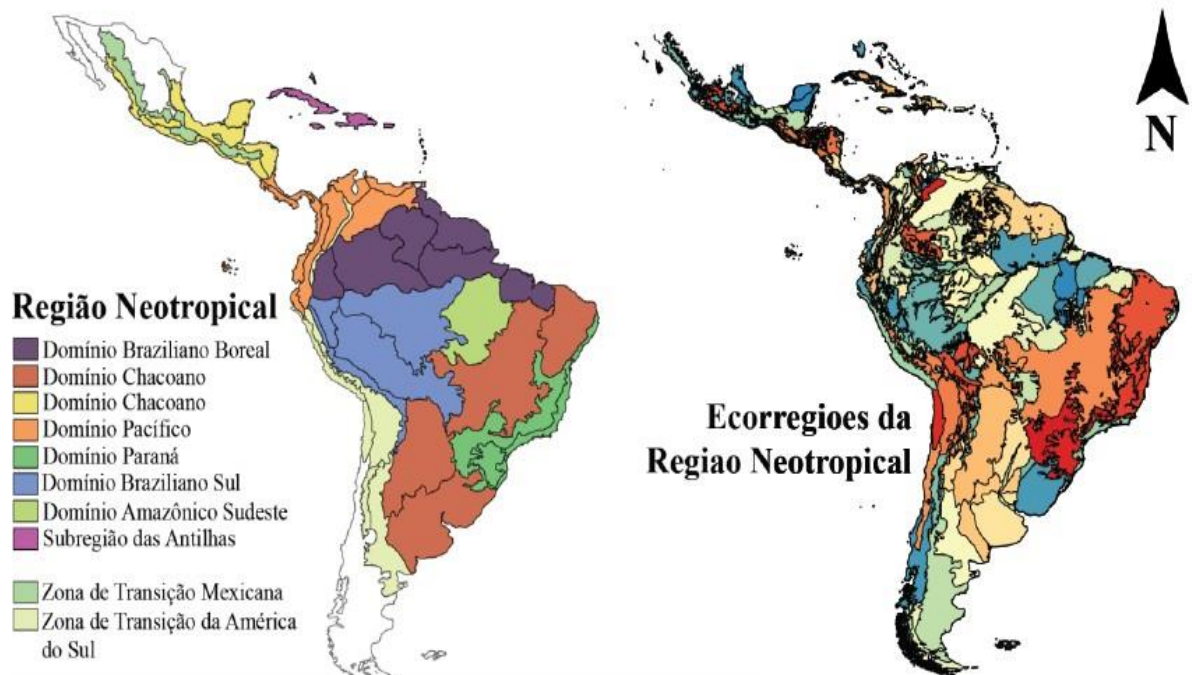 Região Neotropical
Domínio Braziliano Boreal
Domínio Chacoano
Domínio Chacoano
Domínio Pacífico
Domínio Paraná
Domínio Braziliano Sul
Domínio Amazônico Sudeste
Subregião das Antilhas
Zona de Transição Mexicana
Zona de Transição da América
do Sul
Ecorregioes da
Regiao Neotropical
N